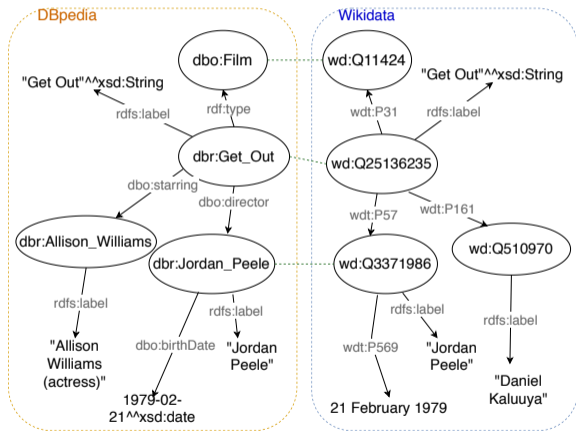 DBpedia
Wikidata
dbo:Film
wd:Q11424
"Get Out"^^xsd:String
"Get Out"^^xsd:String
rdfs:label
rdf:type
wdt:P31
rdfs:label
dbr:Get_Out
wd:Q25136235
dbo:starring
dbo:director
wdt:P57
wdt:P161
dbr:Allison_Williams
dbr:Jordan_Peele
wd:Q3371986
wd:Q510970
rdfs:label
rdfs:label
rdfs:label
rdfs:label
dbo:birthDate
wdt:P569
"Allison
Williams
(actress)"
"Jordan
Peele"
"Jordan
Peele"
"Daniel
Kaluuya"
1979-02-
21^^xsd:date
21 February 1979